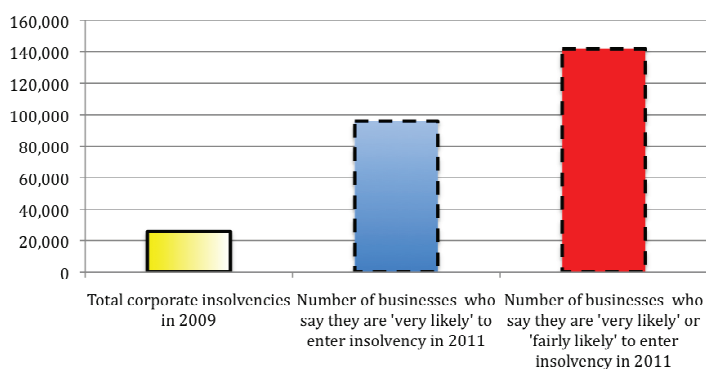 160,000
140,000
120,000
100,000
80,000
60,000
40,000
20,000
0
Total corporate insolvencies
in 2009
Number of businesses who
say they are 'very likely' to
enter insolvency in 2011
Number of businesses who
say they are 'very likely' or
'fairly likely' to enter
insolvency in 2011